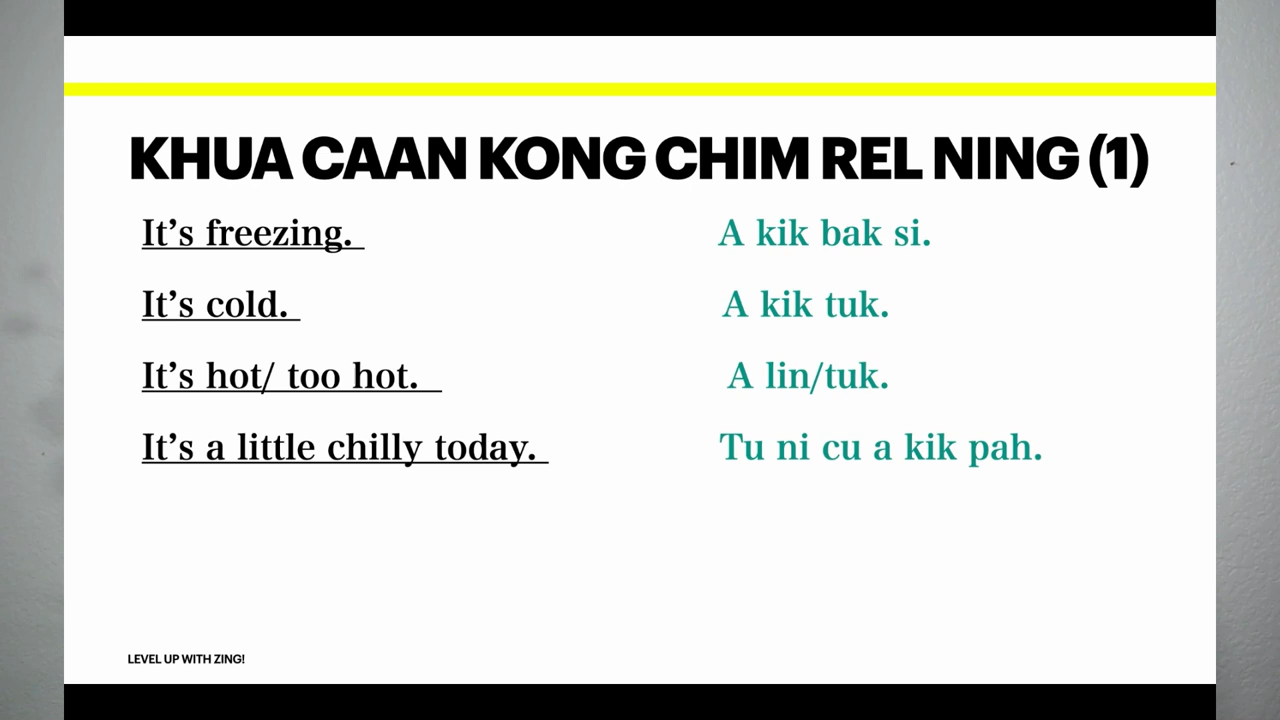 KHUA CAAN KONG CHIM REL NING (1)
It's freezing. A kik bak si.
It's cold. A kik tuk.
It's hot/ too hot. A lin/tuk.
It's a little chilly today. Tu ni cu a kik pah.
LEVEL UP WITH ZING!